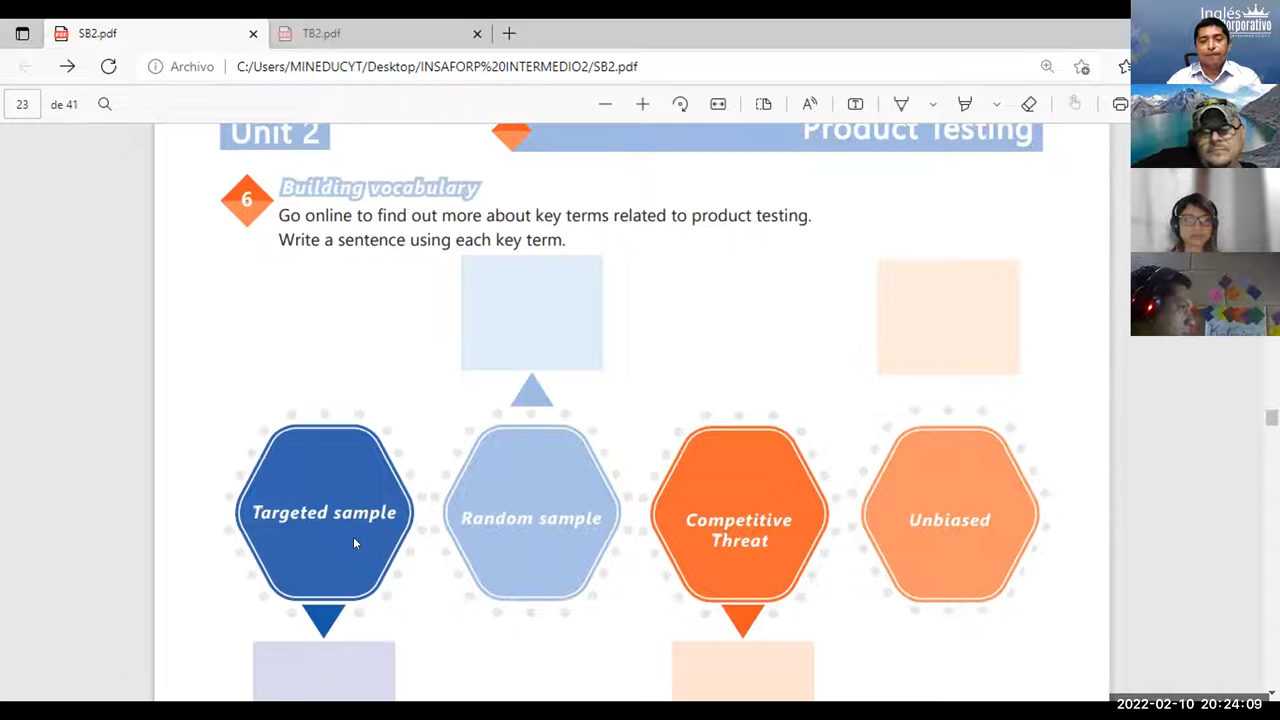 SB2.pdf
TB2.pdf
Archivo
C:/Users/MINEDUCYT/Desktop/INSAFORP%20INTERMEDIO2/SB2.pdf
23
de 41
Unit 2
Product Testing
6
Building vocabulary
Go online to find out more about key terms related to product testing.
Write a sentence using each key term.
Targeted sample
Random sample
Competitive
Threat
Unbiased
Inglés
2022-02-10 20:24:09